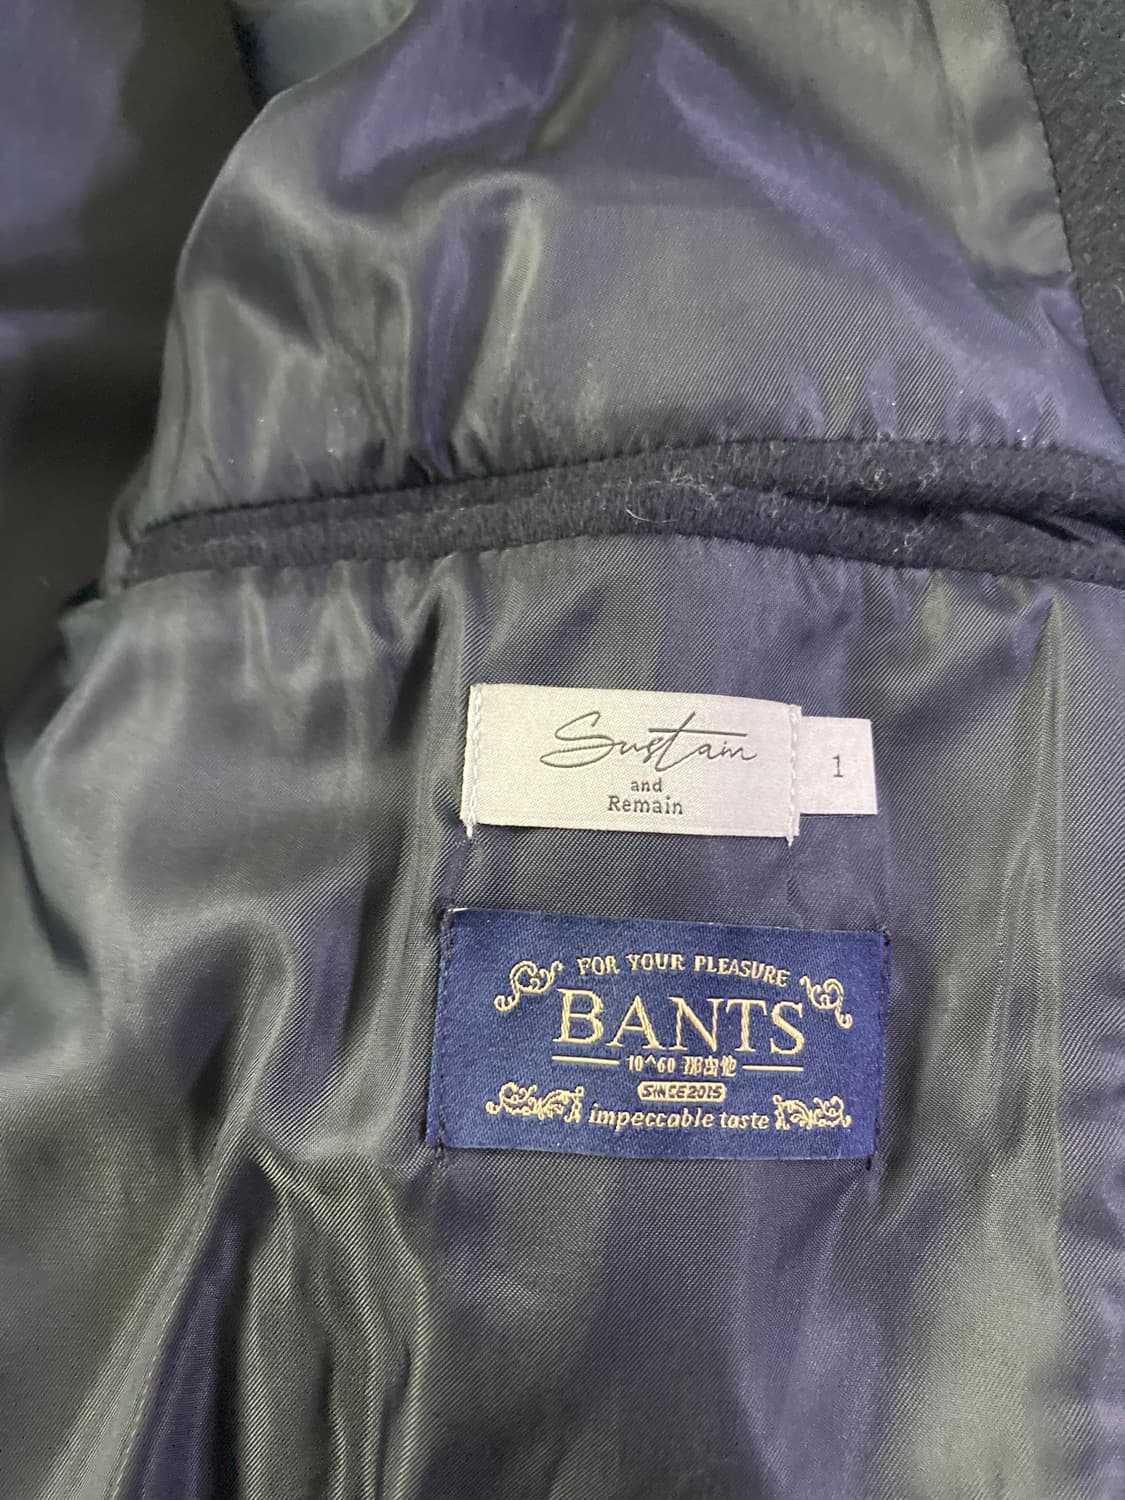 Sustain
and
Remain
1
FOR YOUR PLEASURE
BANTS
10^60 那由他
SINCE 2015
impeccable taste